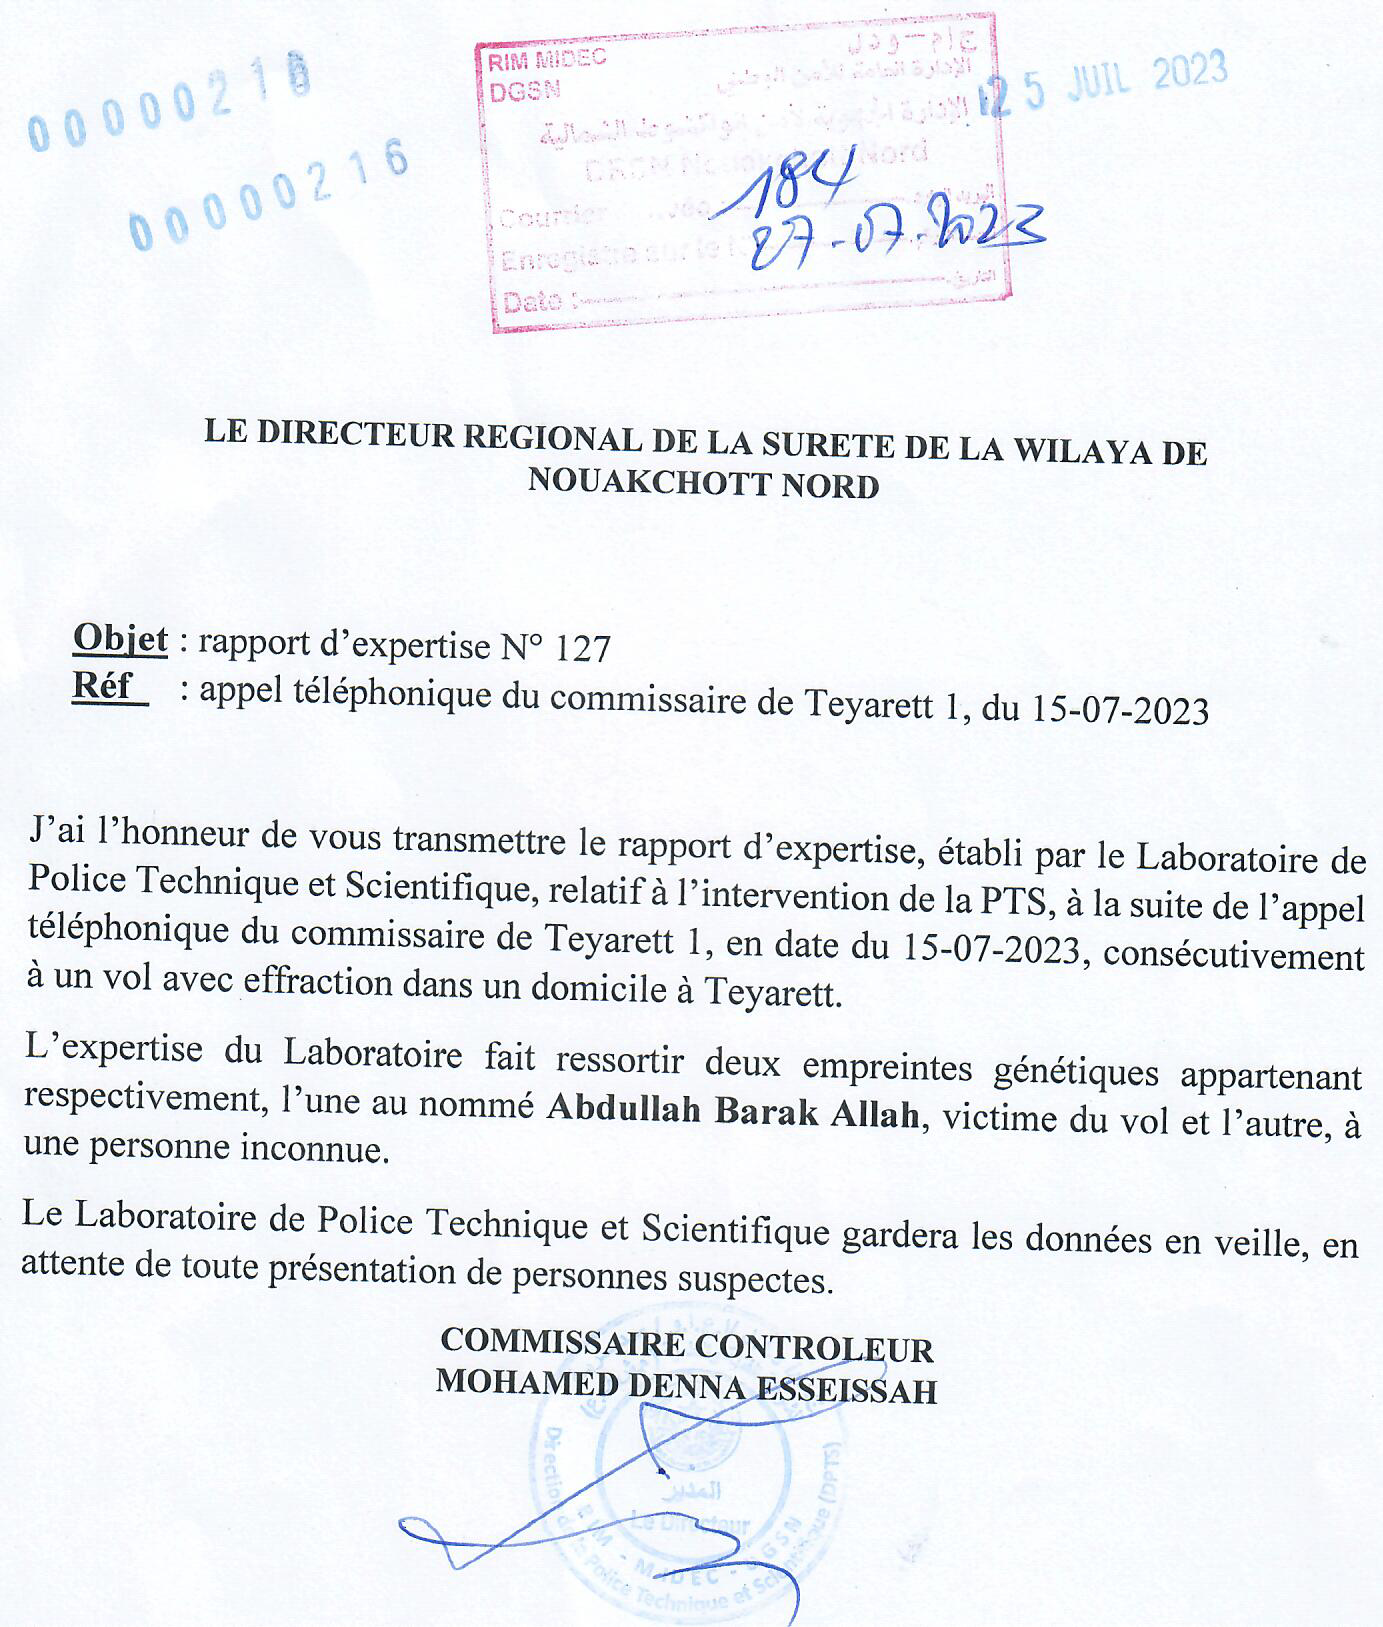 00000216
00000216
RIM MIDEC
DGSN
الإدارة العامة للأمن الوطني
25 JUIL 2023
DRSN Nouakchott Nord
184
Courrier
27-07-2023
Enregistré sur le N
Date :
التاريخ
LE DIRECTEUR REGIONAL DE LA SURETE DE LA WILAYA DE
NOUAKCHOTT NORD
Objet : rapport d’expertise N° 127
Réf : appel téléphonique du commissaire de Teyarett 1, du 15-07-2023
J’ai l’honneur de vous transmettre le rapport d’expertise, établi par le Laboratoire de
Police Technique et Scientifique, relatif à l’intervention de la PTS, à la suite de l’appel
téléphonique du commissaire de Teyarett 1, en date du 15-07-2023, consécutivement
à un vol avec effraction dans un domicile à Teyarett.
L’expertise du Laboratoire fait ressortir deux empreintes génétiques appartenant
respectivement, l’une au nommé Abdullah Barak Allah, victime du vol et l’autre, à
une personne inconnue.
Le Laboratoire de Police Technique et Scientifique gardera les données en veille, en
attente de toute présentation de personnes suspectes.
COMMISSAIRE CONTROLEUR
MOHAMED DENNA ESSEISSAH
المدير
Le Directeur
RIM - MIDEC - DGSN
Direction de la Police Technique et Scientifique (DPTS)